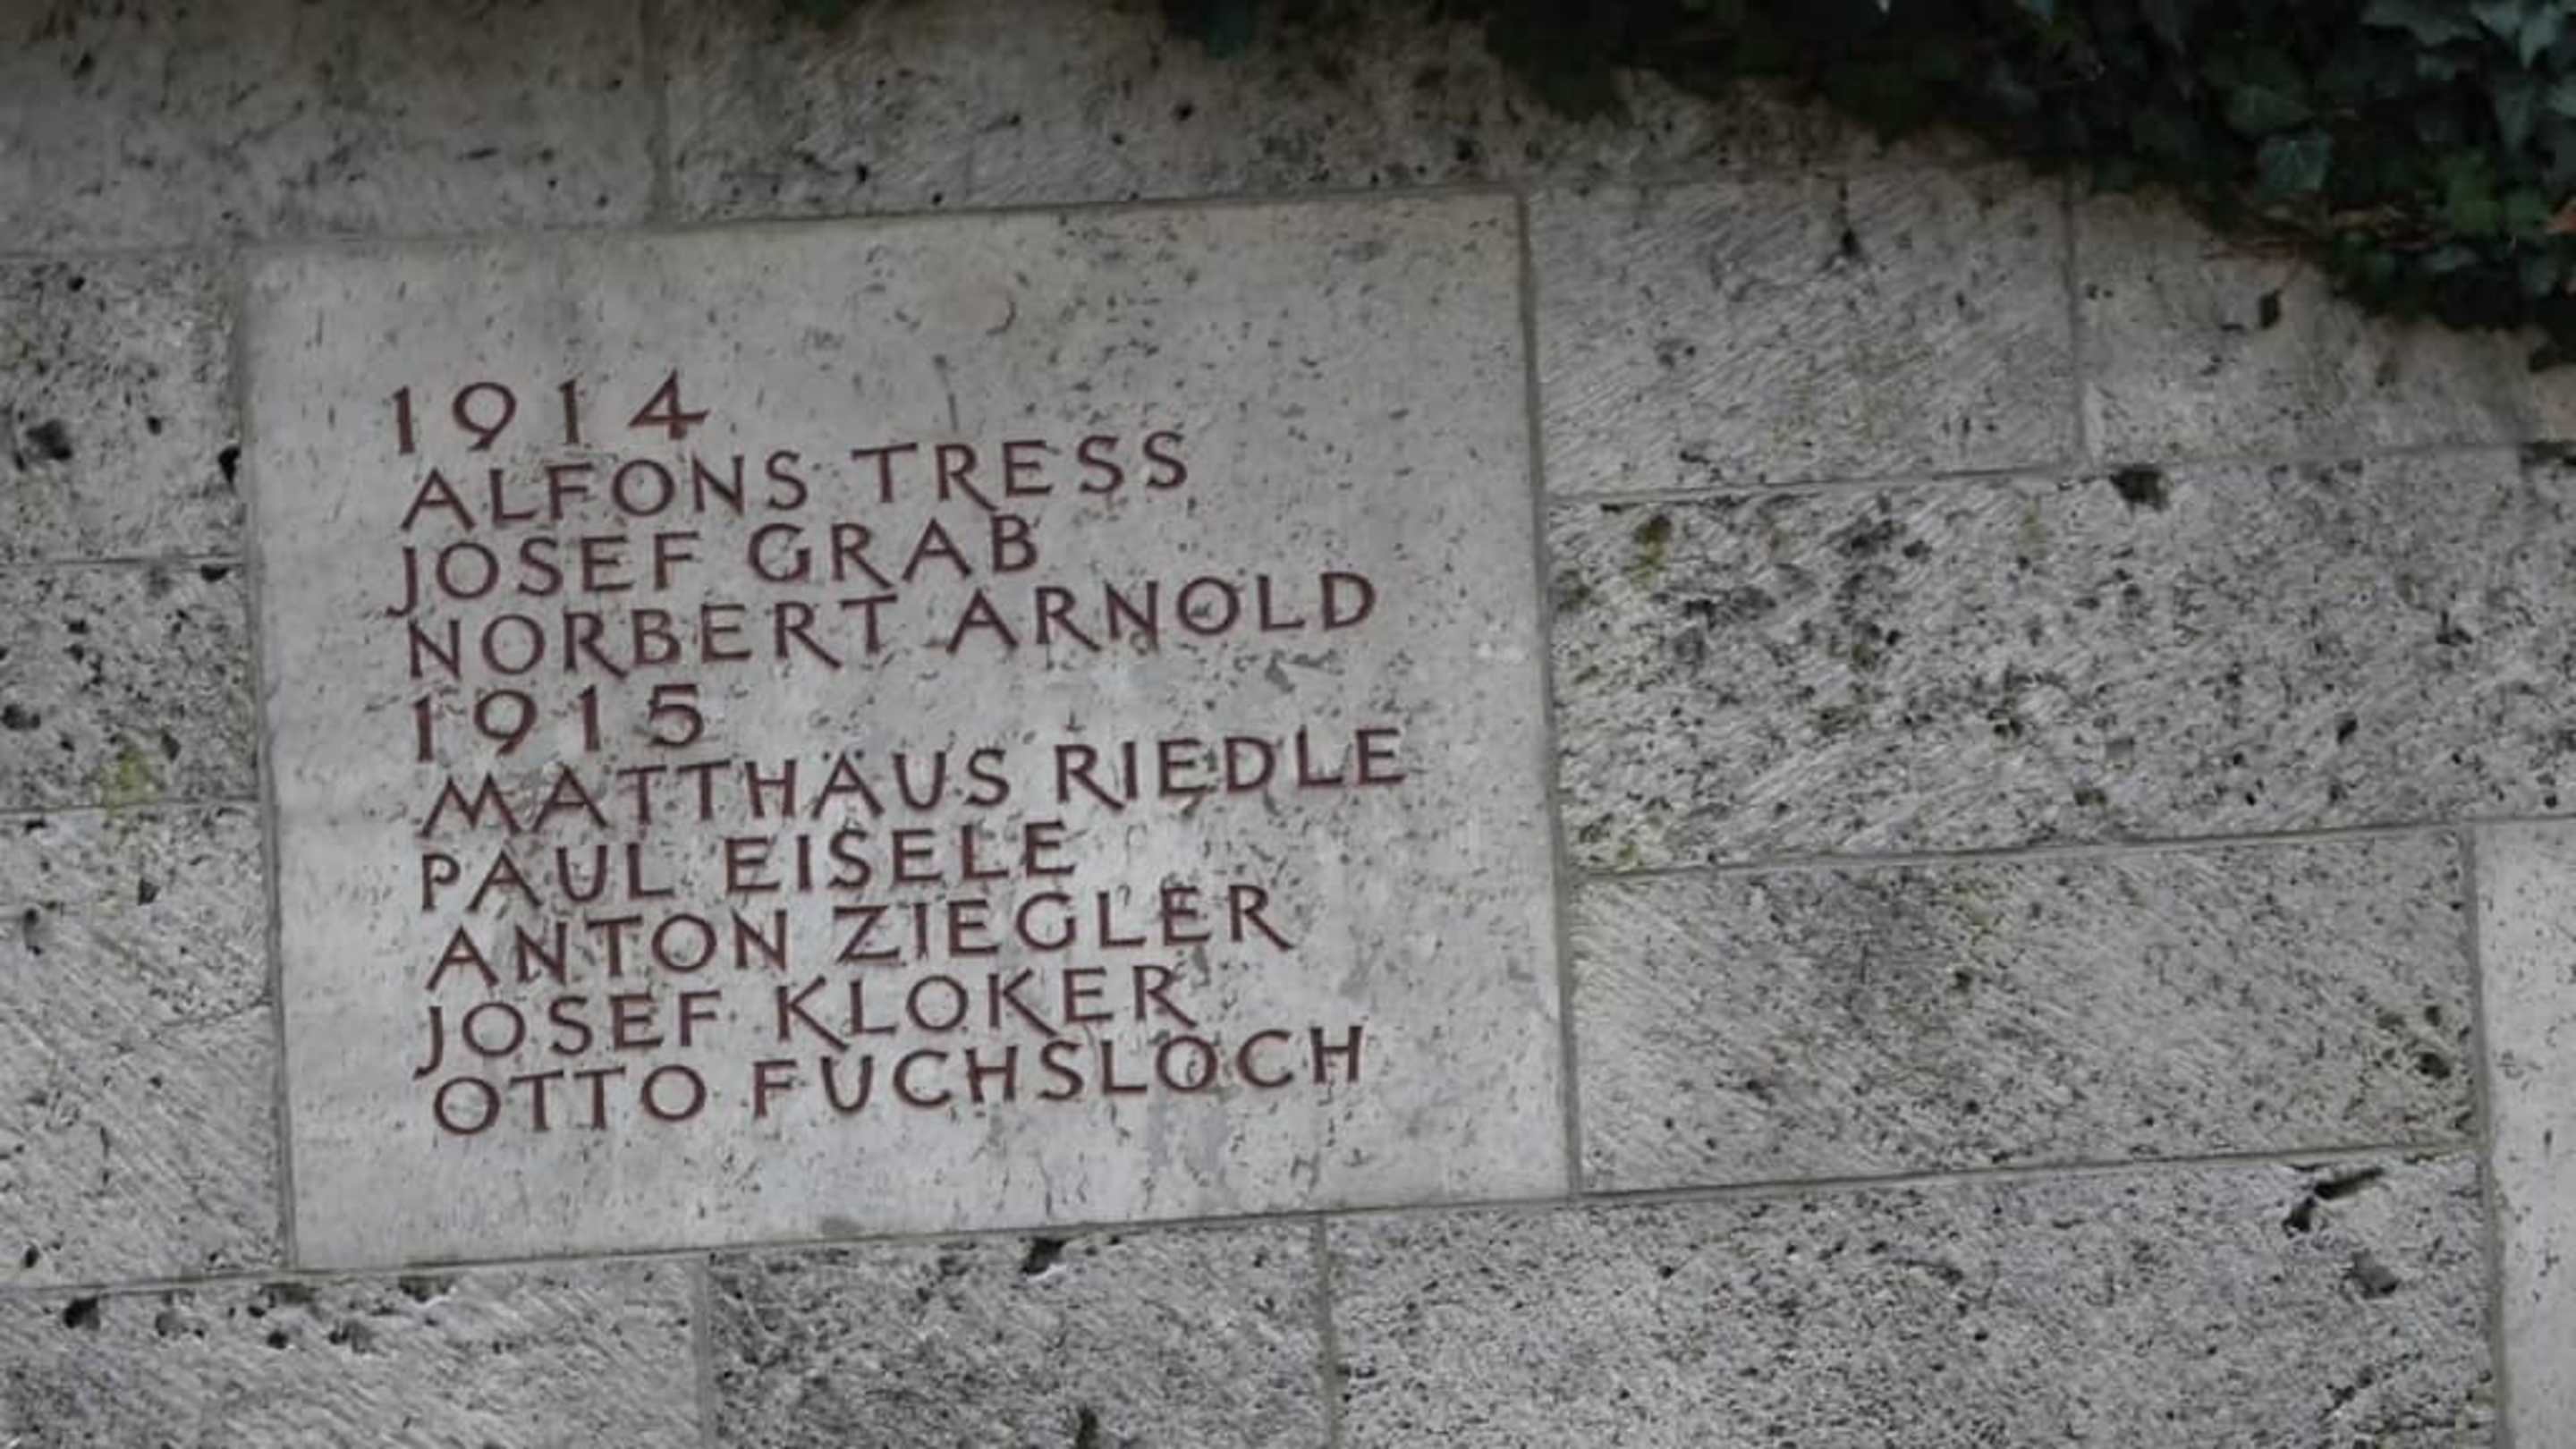 1914
ALFONS TRESS
JOSEF GRAB
NORBERT ARNOLD
1915
MATTHAUS RIEDLE
PAUL EISELE
ANTON ZIEGLER
JOSEF KLOKER
OTTO FUCHSLOCH